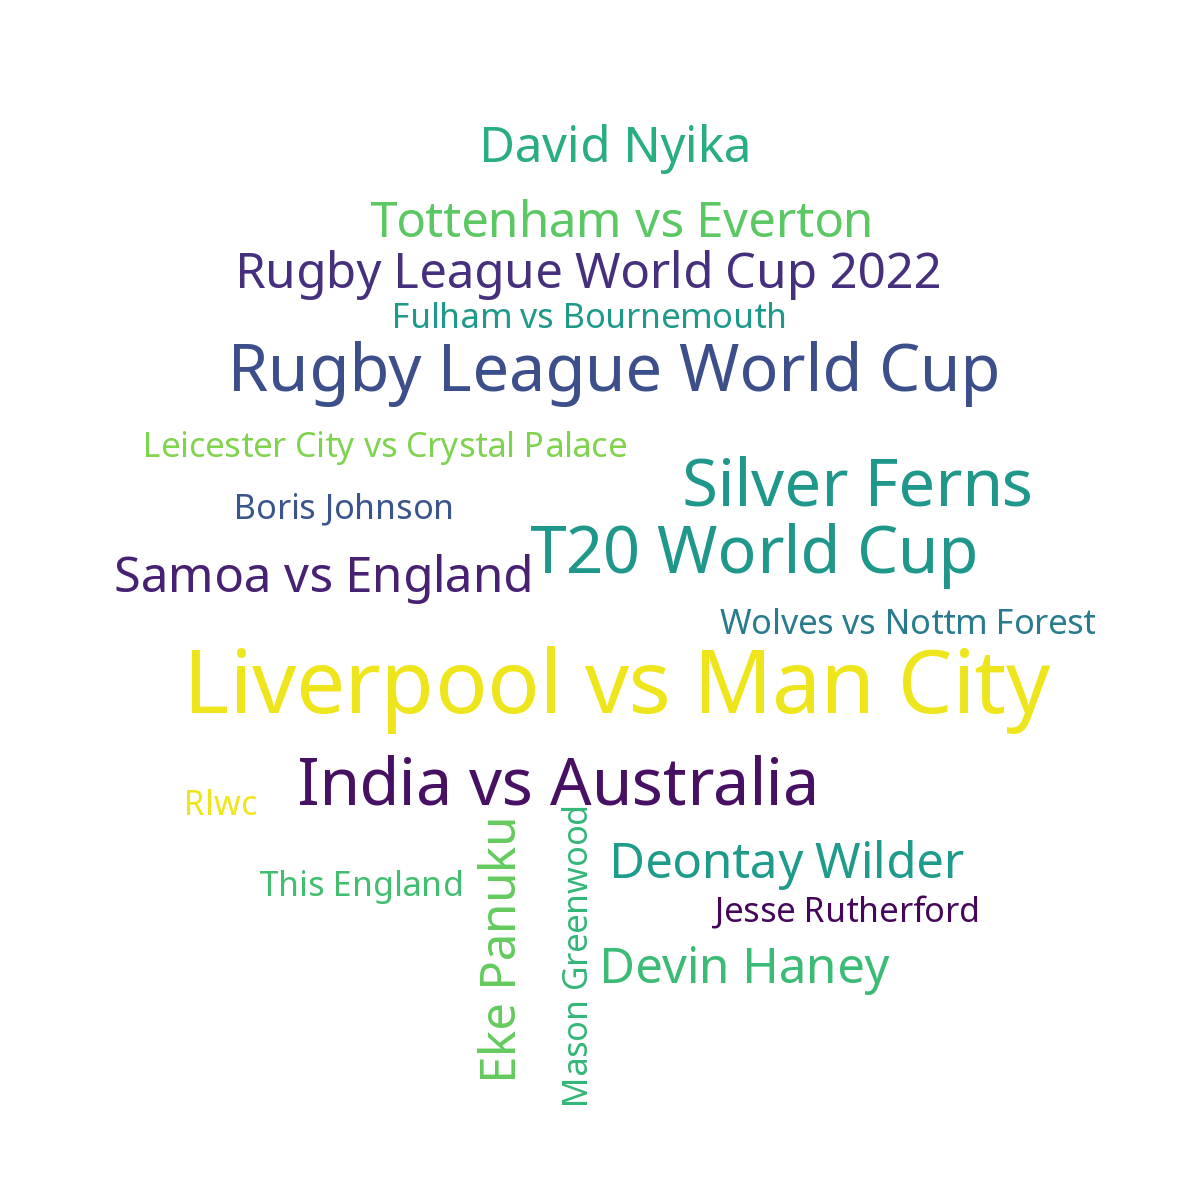 David Nyika
Tottenham vs Everton
Rugby League World Cup 2022
Fulham vs Bournemouth
Rugby League World Cup
Leicester City vs Crystal Palace
Silver Ferns
Boris Johnson
T20 World Cup
Samoa vs England
Wolves vs Nottm Forest
Liverpool vs Man City
India vs Australia
Rlwc
Deontay Wilder
This England
Eke Panuku
Mason Greenwood
Jesse Rutherford
Devin Haney